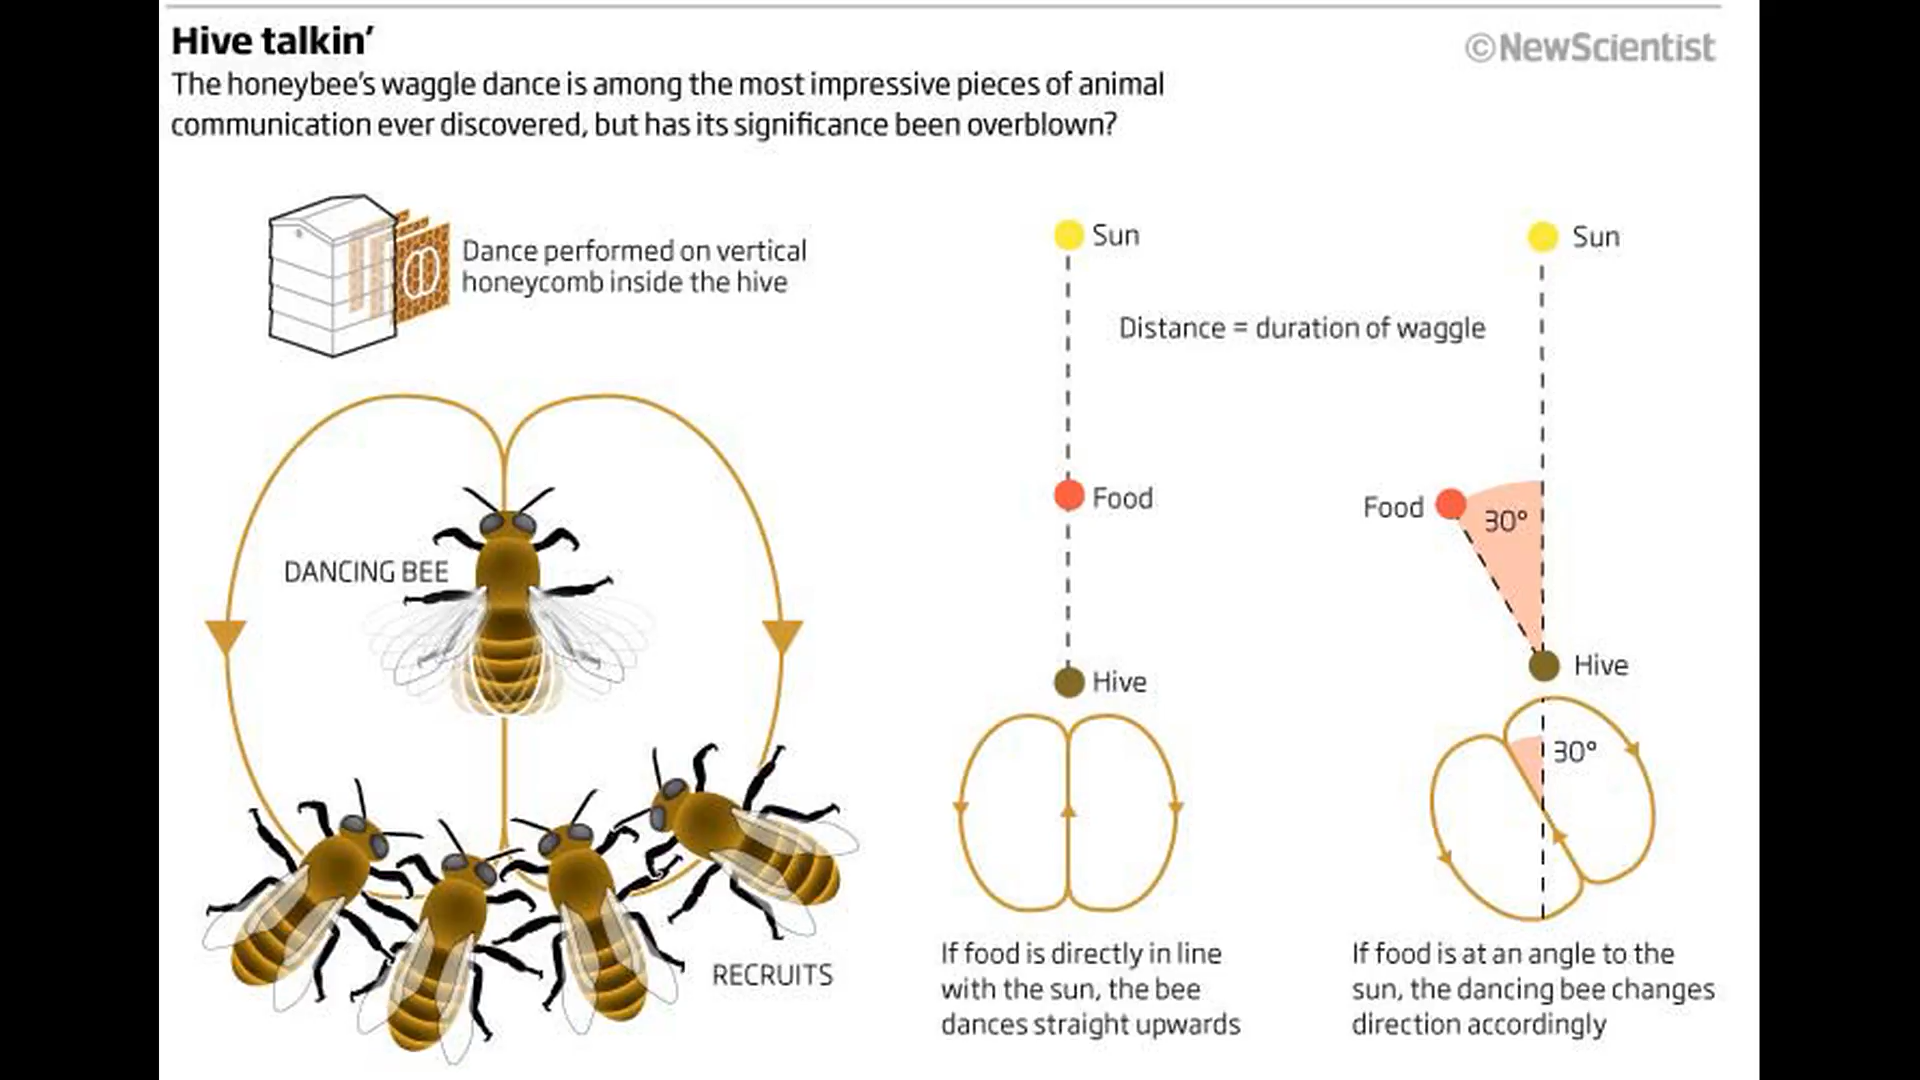 Hive talkin'
©NewScientist
The honeybee's waggle dance is among the most impressive pieces of animal
communication ever discovered, but has its significance been overblown?
Dance performed on vertical
honeycomb inside the hive
DANCING BEE
RECRUITS
Sun
Distance = duration of waggle
Food
Hive
If food is directly in line
with the sun, the bee
dances straight upwards
Sun
Food
30°
Hive
30°
If food is at an angle to the
sun, the dancing bee changes
direction accordingly